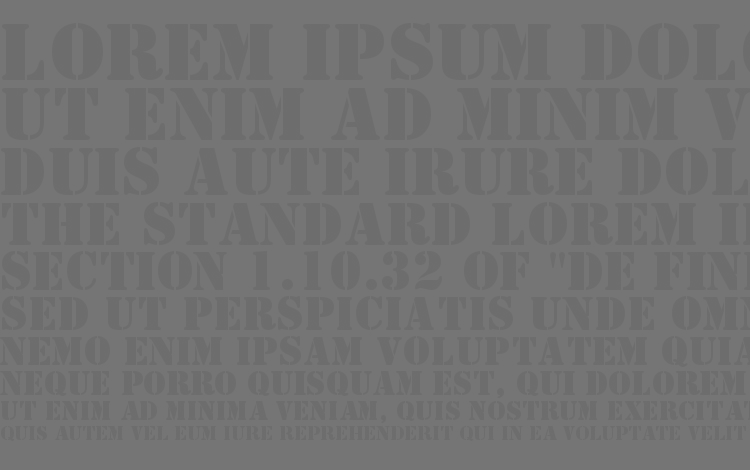 LOREM IPSUM DOL
UT ENIM AD MINIM V
DUIS AUTE IRURE DOL
THE STANDARD LOREM I
SECTION 1.10.32 OF "DE FIN
SED UT PERSPICIATIS UNDE OM
NEMO ENIM IPSAM VOLUPTATEM QUIA
NEQUE PORRO QUISQUAM EST, QUI DOLOREM
UT ENIM AD MINIMA VENIAM, QUIS NOSTRUM EXERCITAT
QUIS AUTEM VEL EUM IURE REPREHENDERIT QUI IN EA VOLUPTATE VELIT